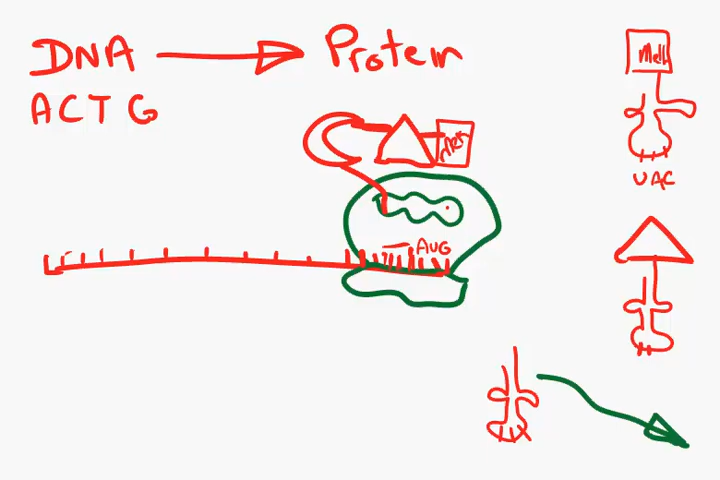 DNA → Protein
ACTG
Met
Met
UAC
AUG